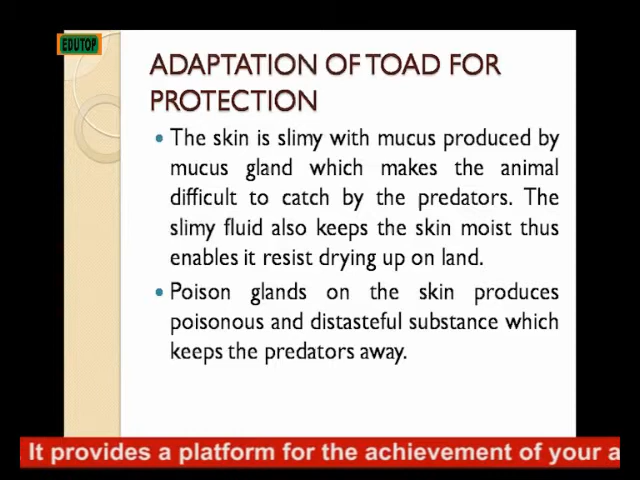 EDUTOP
ADAPTATION OF TOAD FOR
PROTECTION
• The skin is slimy with mucus produced by
mucus gland which makes the animal
difficult to catch by the predators. The
slimy fluid also keeps the skin moist thus
enables it resist drying up on land.
• Poison glands on the skin produces
poisonous and distasteful substance which
keeps the predators away.
. It provides a platform for the achievement of your a